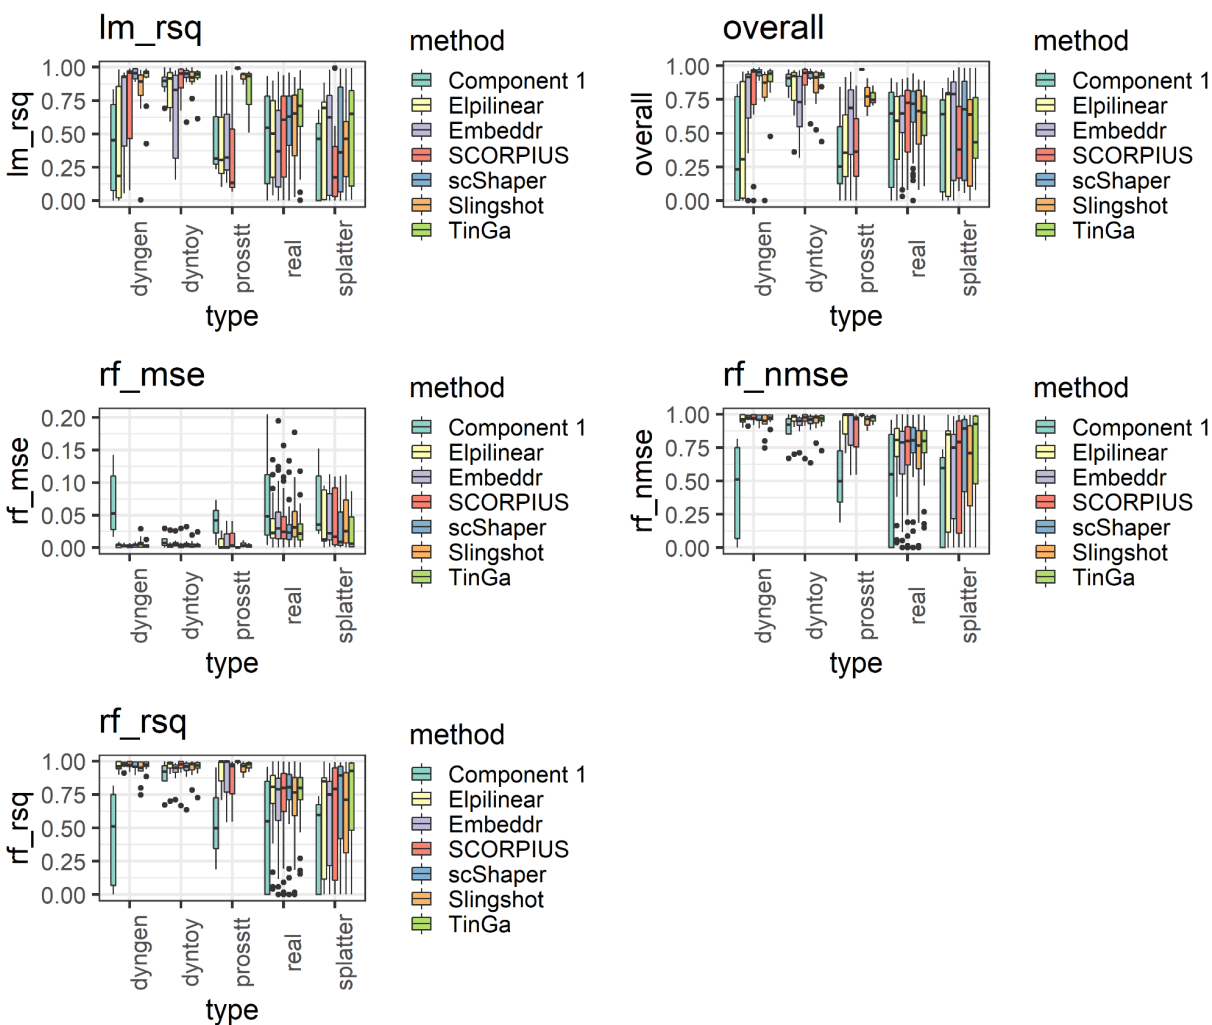 lm_rsq
lm_rsq
1.00
0.75
0.50
0.25
0.00
dyngen
dyntoy
prosstt
real
splatter
type
method
Component 1
Elpilinear
Embeddr
SCORPIUS
scShaper
Slingshot
TinGa
overall
overall
1.00
0.75
0.50
0.25
0.00
dyngen
dyntoy
prosstt
real
splatter
type
method
Component 1
Elpilinear
Embeddr
SCORPIUS
scShaper
Slingshot
TinGa
rf_mse
rf_mse
0.20
0.15
0.10
0.05
0.00
dyngen
dyntoy
prosstt
real
splatter
type
method
Component 1
Elpilinear
Embeddr
SCORPIUS
scShaper
Slingshot
TinGa
rf_nmse
rf_nmse
1.00
0.75
0.50
0.25
0.00
dyngen
dyntoy
prosstt
real
splatter
type
method
Component 1
Elpilinear
Embeddr
SCORPIUS
scShaper
Slingshot
TinGa
rf_rsq
rf_rsq
1.00
0.75
0.50
0.25
0.00
dyngen
dyntoy
prosstt
real
splatter
type
method
Component 1
Elpilinear
Embeddr
SCORPIUS
scShaper
Slingshot
TinGa